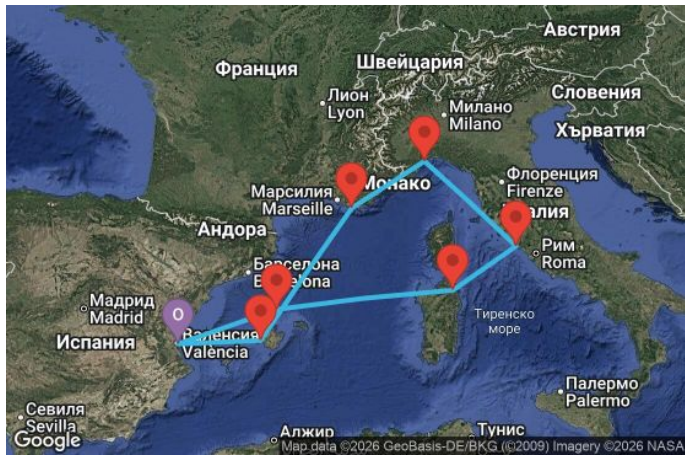 Австрия
Швейцария
Франция
Словения
Лион
Lyon
Милано
Milano
Хърватия
Флоренция
Firenze
Монако
Марсилия
Marseille
Андора
Рим
Roma
Барселона
Мадрид
Madrid
O
Тиренско
море
Валенсия
València
Испания
Палермо
Palermo
Севиля
Sevilla
Алжир
Тунис
Google
Map data ©2026 GeoBasis-DE/BKG (©2009) Imagery ©2026 NASA